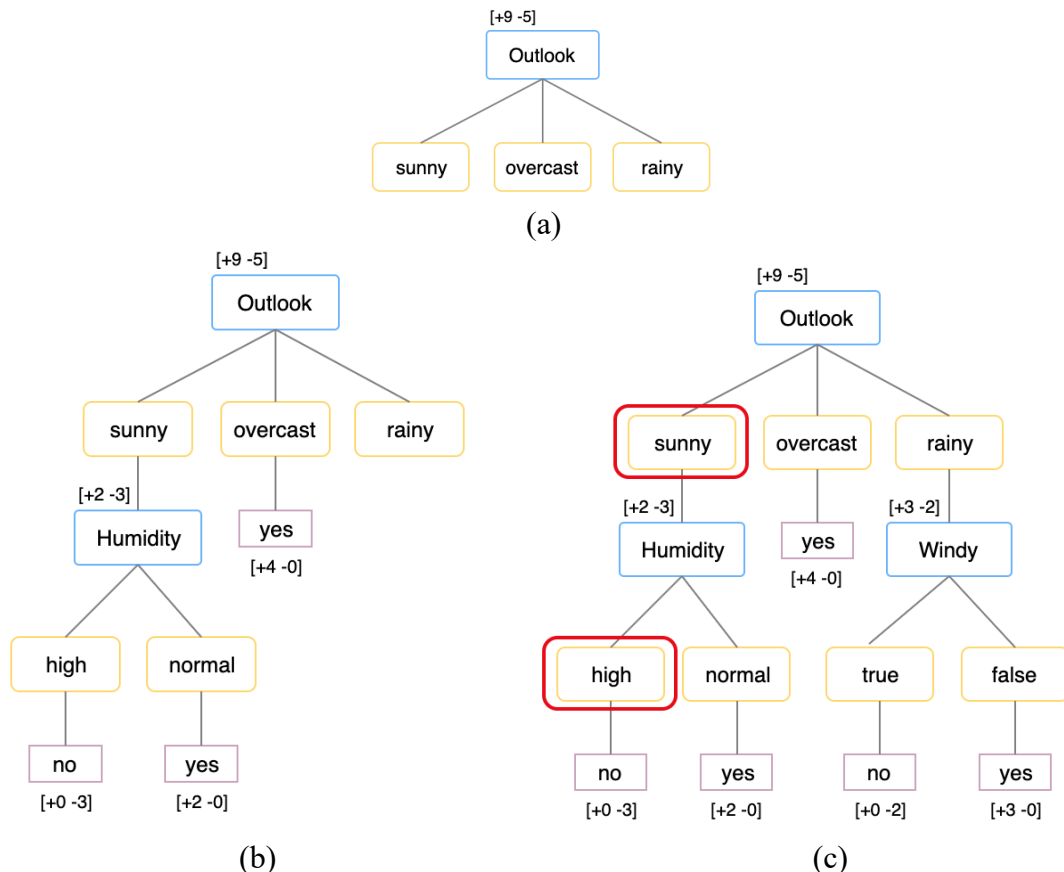 [+9 -5]
Outlook
sunny overcast rainy
(a)
[+9 -5]
Outlook
sunny overcast rainy
[+2 -3]
Humidity yes
[+4 -0]
high normal
no yes
[+0 -3] [+2 -0]
(b)
[+9 -5]
Outlook
sunny overcast rainy
[+2 -3] [+3 -2]
Humidity yes Windy
[+4 -0]
high normal true false
no yes no yes
[+0 -3] [+2 -0] [+0 -2] [+3 -0]
(c)